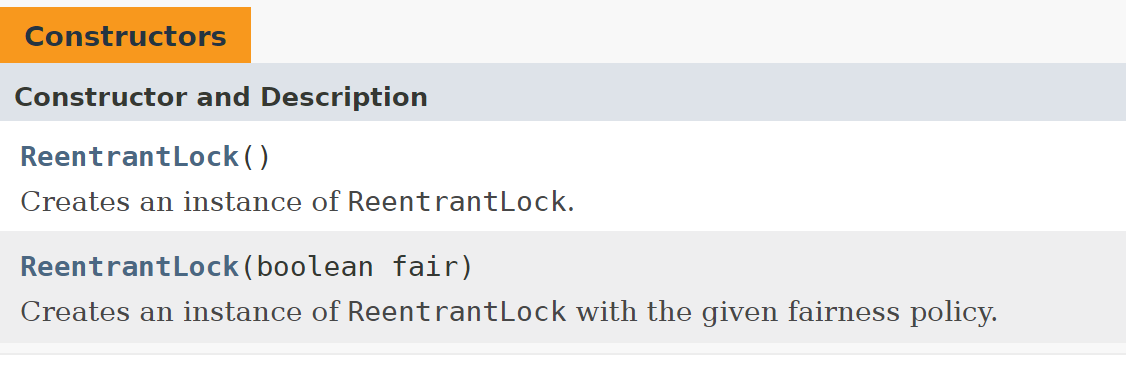 Constructors
Constructor and Description
ReentrantLock()
Creates an instance of ReentrantLock.
ReentrantLock(boolean fair)
Creates an instance of ReentrantLock with the given fairness policy.